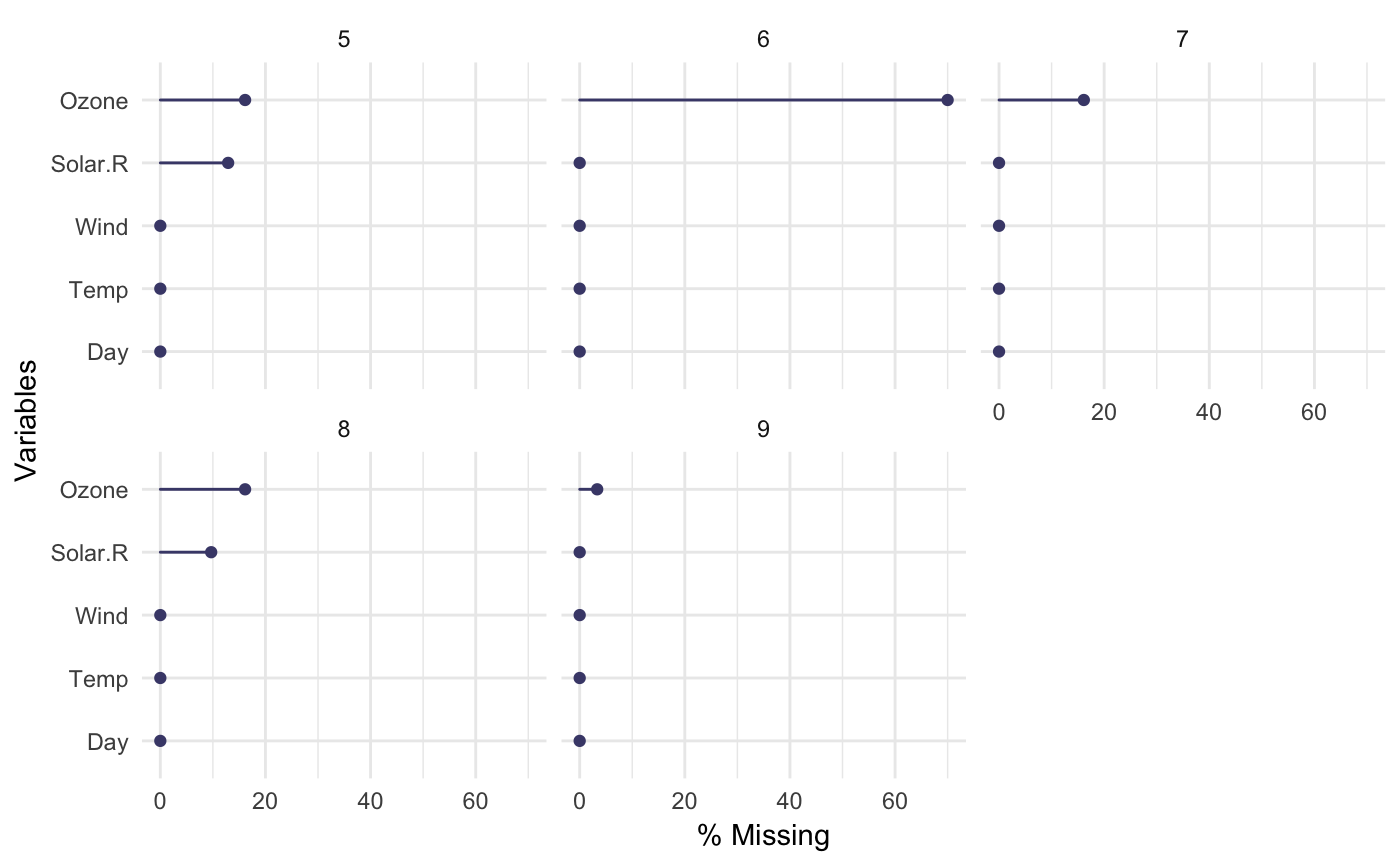 5 6 7
Ozone
Solar.R
Wind
Temp
Day
0 20 40 60
Variables
8 9
Ozone
Solar.R
Wind
Temp
Day
0 20 40 60 0 20 40 60
% Missing